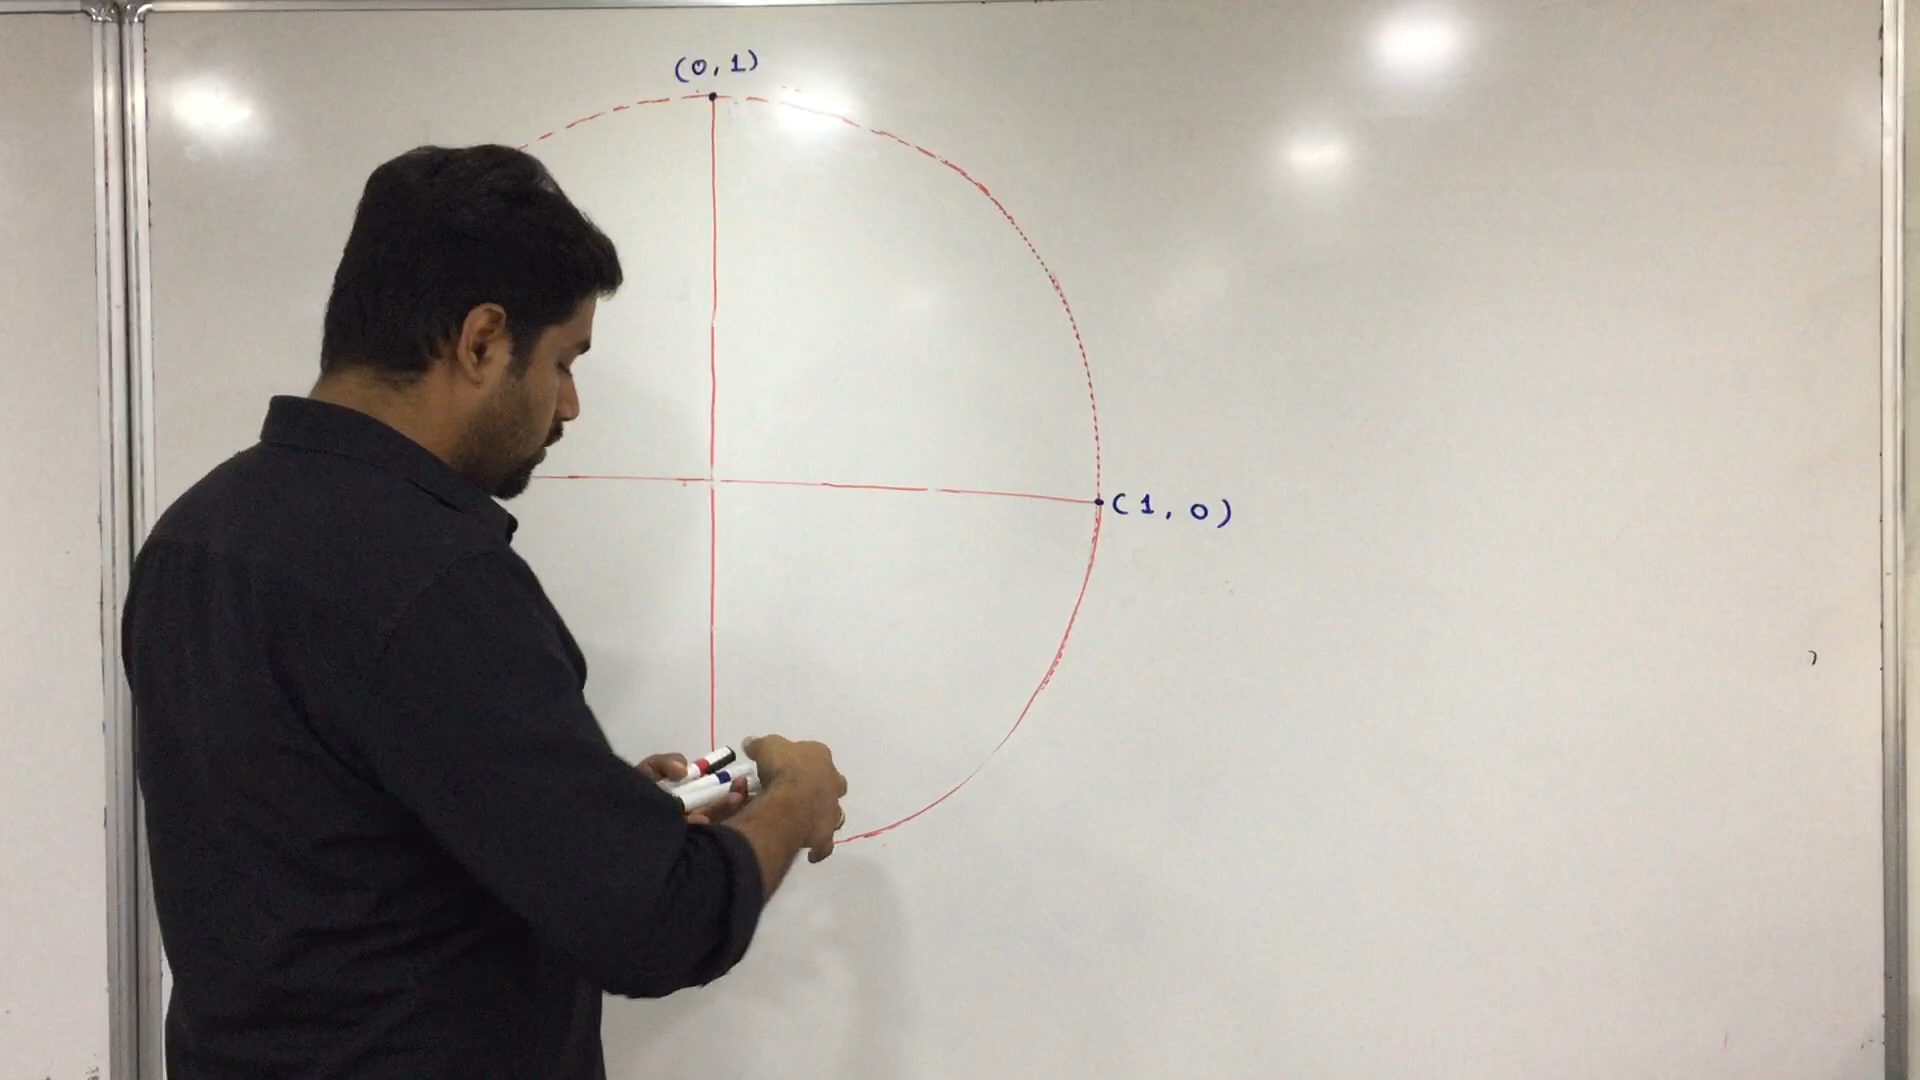 (0, 1)
(1, 0)